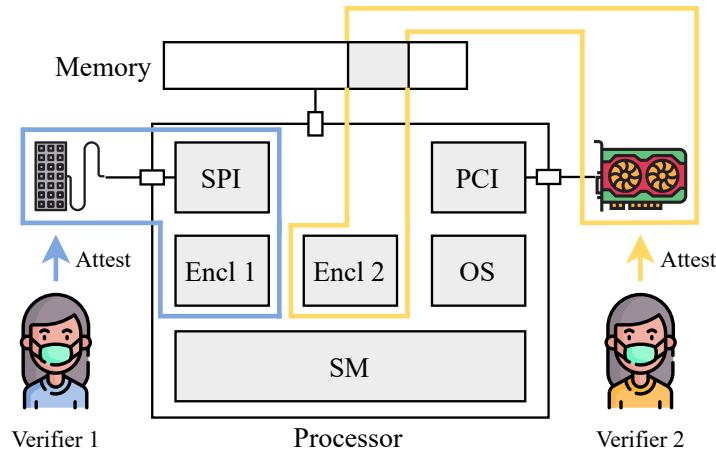 Memory
SPI
PCI
Attest
Encl 1
Encl 2
OS
Attest
SM
Verifier 1
Processor
Verifier 2